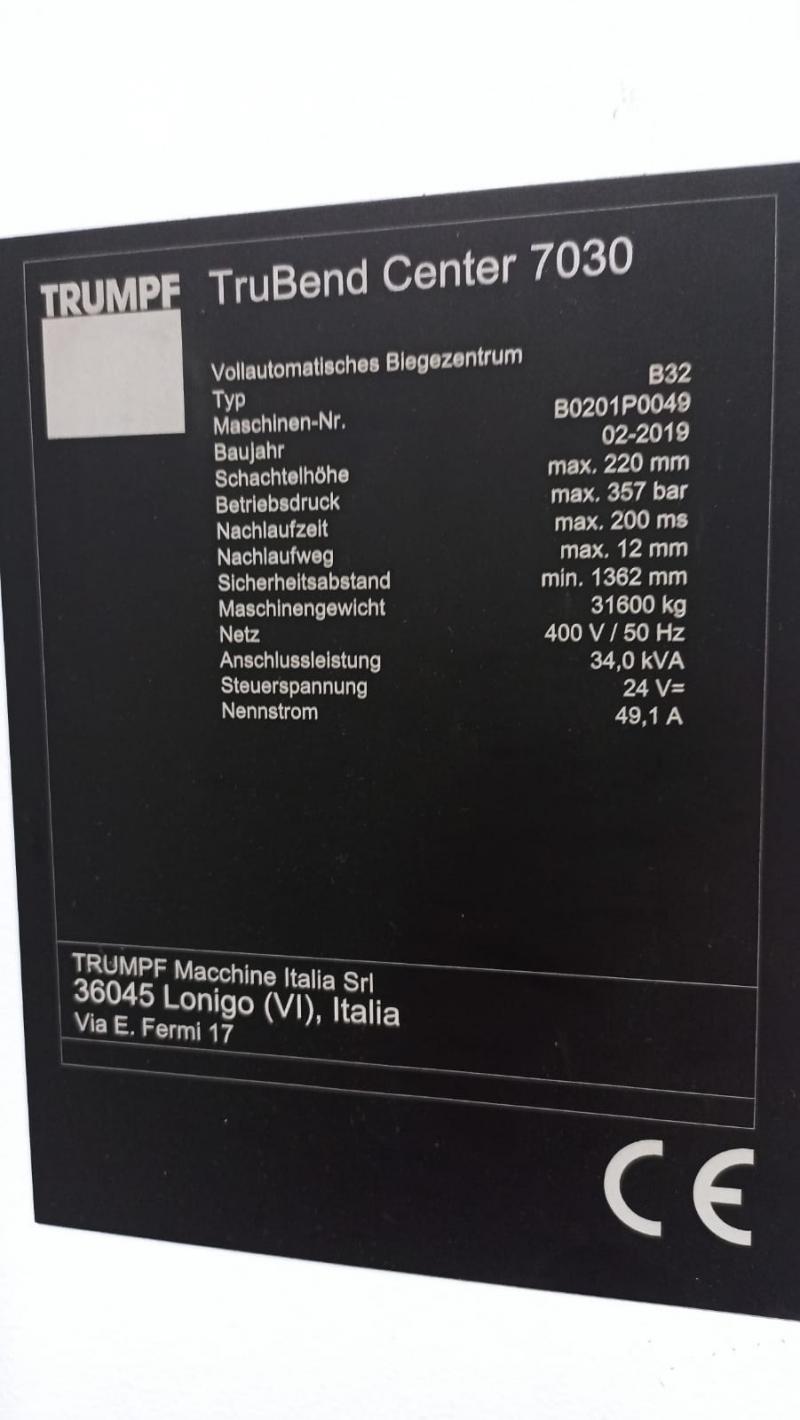 TRUMPF
TruBend Center 7030
Vollautomatisches Biegezentrum
Typ B32
Maschinen-Nr. B0201P0049
Baujahr 02-2019
Schachtelhöhe max. 220 mm
Betriebsdruck max. 357 bar
Nachlaufzeit max. 200 ms
Nachlaufweg max. 12 mm
Sicherheitsabstand min. 1362 mm
Maschinengewicht 31600 kg
Netz 400 V / 50 Hz
Anschlussleistung 34,0 kVA
Steuerspannung 24 V=
Nennstrom 49,1 A
TRUMPF Macchine Italia Srl
36045 Lonigo (VI), Italia
Via E. Fermi 17
CE